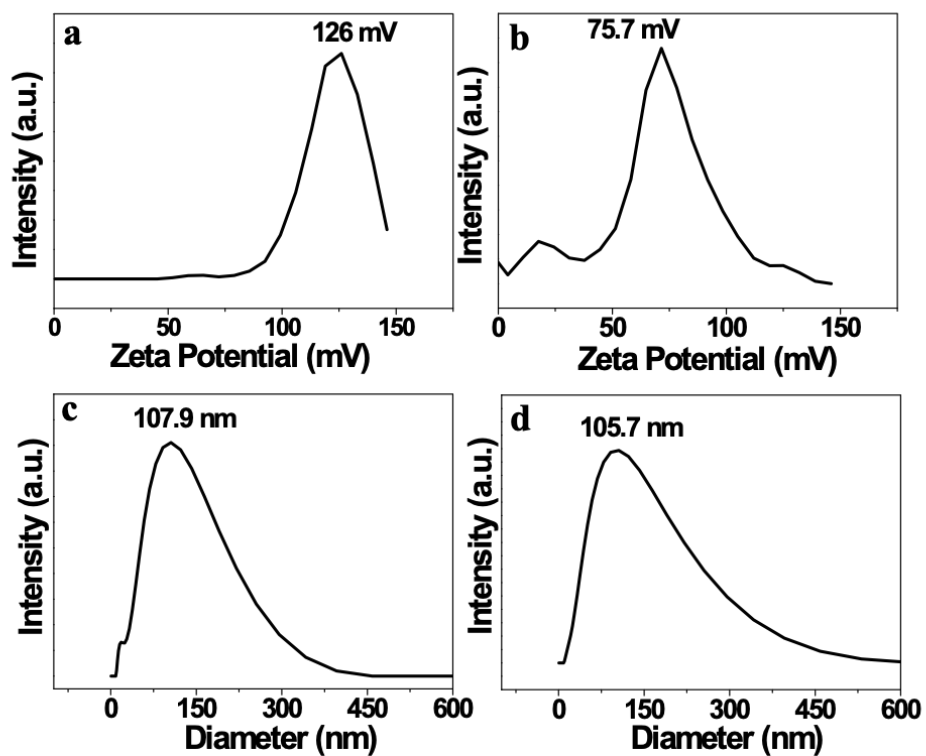 a
126 mV
Intensity (a.u.)
0 50 100 150
Zeta Potential (mV)
b
75.7 mV
Intensity (a.u.)
0 50 100 150
Zeta Potential (mV)
c
107.9 nm
Intensity (a.u.)
0 150 300 450 600
Diameter (nm)
d
105.7 nm
Intensity (a.u.)
0 150 300 450 600
Diameter (nm)